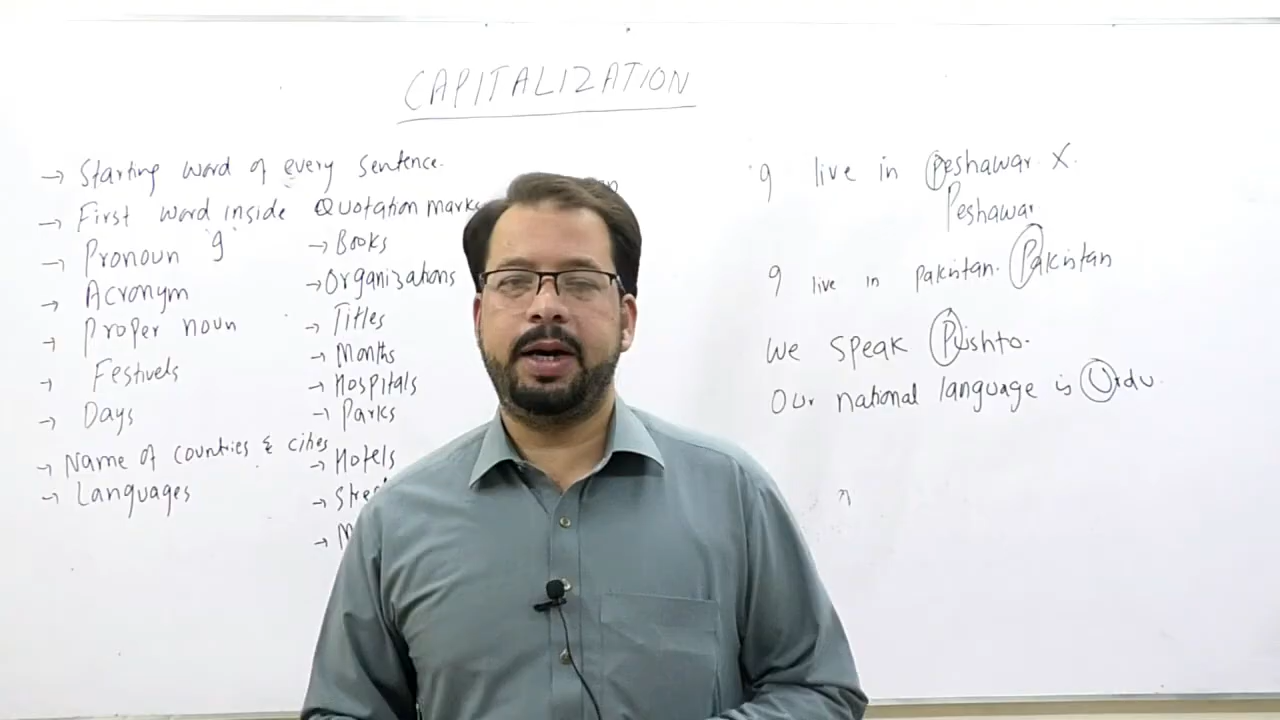 CAPITALIZATION
→ Starting word of every sentence.
→ First word inside Quotation marks
→ Pronoun I
→ Acronym
→ Proper noun
→ Festivels
→ Days
→ Name of countries & cities
→ Languages
→ Books
→ Organizations
→ Titles
→ Months
→ Hospitals
→ Parks
→ Hotels
I live in peshawar X.
Peshawar
I live in pakistan. Pakistan
We speak Pushto.
Our national language is Urdu.